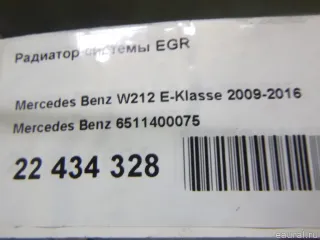 Радиатор системы EGR
Mercedes Benz W212 E-Klasse 2009-2016
Mercedes Benz 6511400075
22 434 328